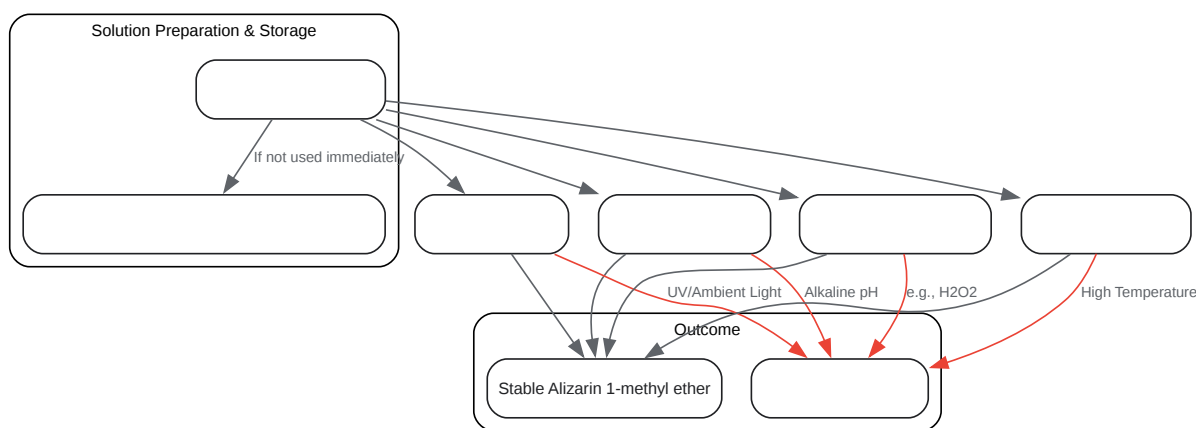 Solution Preparation & Storage
If not used immediately
UV/Ambient Light
Alkaline pH
e.g., H2O2
High Temperature
Outcome
Stable Alizarin 1-methyl ether